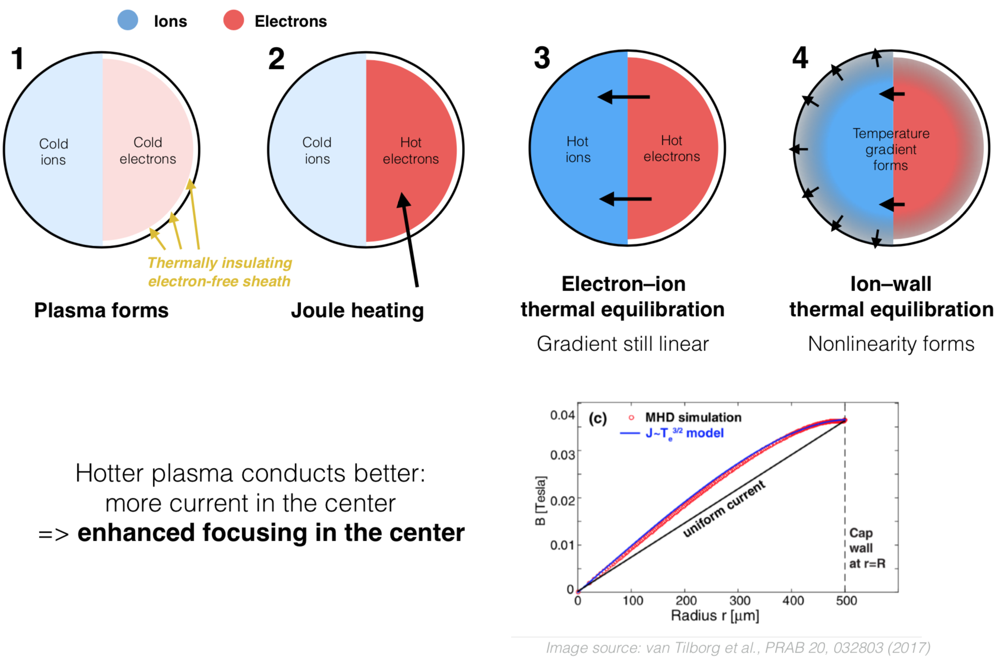 Ions
Electrons
1
2
3
4
Cold
ions
Cold
electrons
Cold
ions
Hot
electrons
Hot
ions
Hot
electrons
Temperature
gradient
forms
Thermally insulating
electron-free sheath
Plasma forms
Joule heating
Electron–ion
thermal equilibration
Gradient still linear
Ion–wall
thermal equilibration
Nonlinearity forms
Hotter plasma conducts better:
more current in the center
=> enhanced focusing in the center
(c)
MHD simulation
J~Te^3/2 model
0.04
0.03
0.02
0.01
0
B [Tesla]
uniform current
Cap
wall
at r=R
0 100 200 300 400 500
Radius r [μm]
Image source: van Tilborg et al., PRAB 20, 032803 (2017)